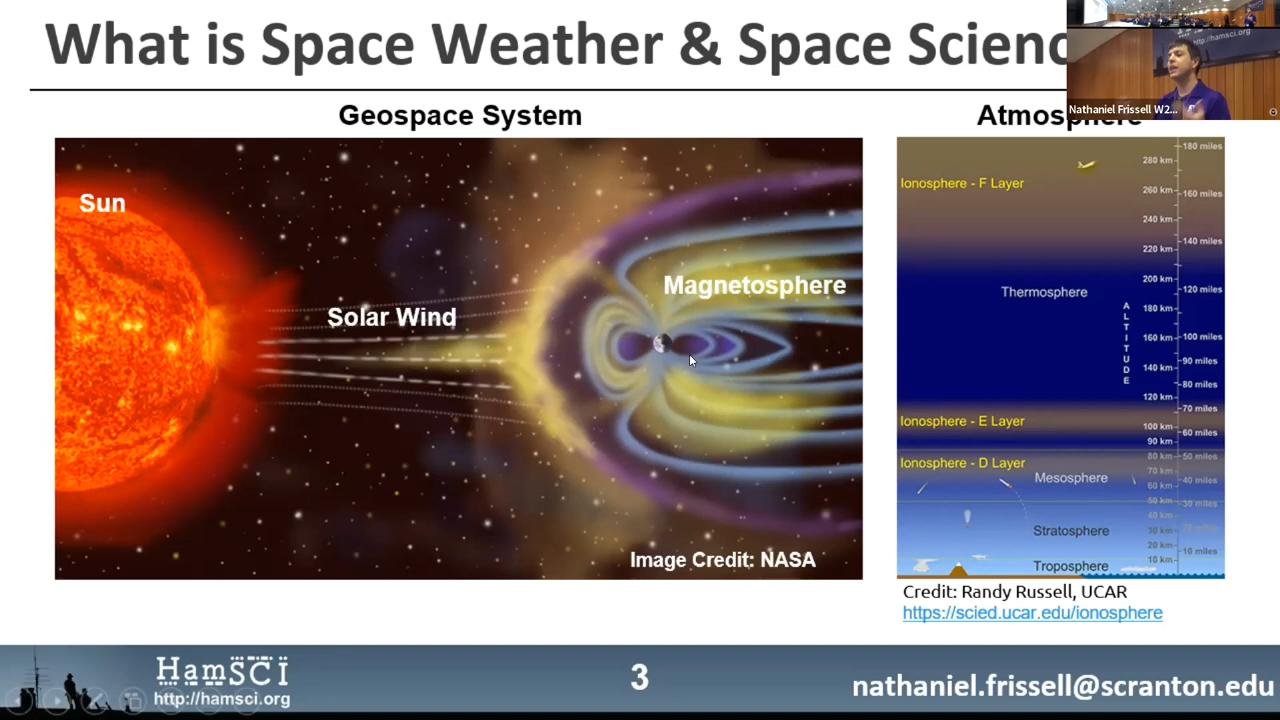 What is Space Weather & Space Scienc
http://hamsci.org
Nathaniel Frissell W2...
Geospace System
Atmosphere
Sun
Solar Wind
Magnetosphere
Image Credit: NASA
Ionosphere - F Layer
Thermosphere
ALTITUDE
Ionosphere - E Layer
Ionosphere - D Layer
Mesosphere
Stratosphere
Troposphere
280 km
260 km
240 km
220 km
200 km
180 km
160 km
140 km
120 km
100 km
90 km
80 km
70 km
60 km
50 km
40 km
30 km
20 km
10 km
180 miles
160 miles
140 miles
120 miles
100 miles
90 miles
80 miles
70 miles
60 miles
50 miles
40 miles
30 miles
20 miles
10 miles
Credit: Randy Russell, UCAR
https://scied.ucar.edu/ionosphere
HamSCI
http://hamsci.org
3
nathaniel.frissell@scranton.edu